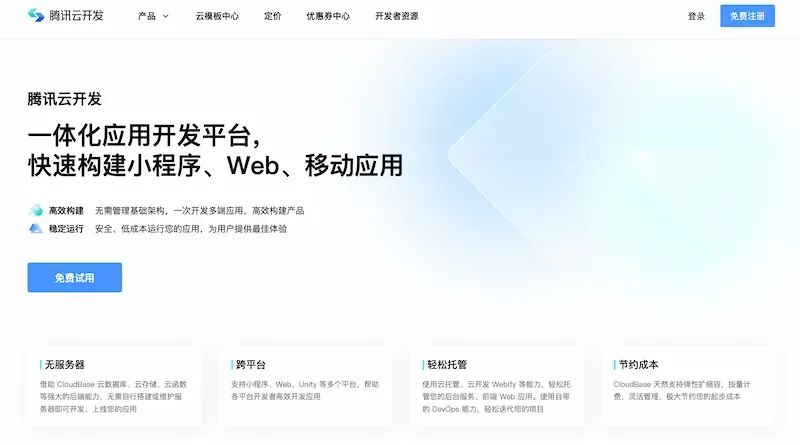 腾讯云开发
产品 云模板中心 定价 优惠券中心 开发者资源 登录 免费注册
腾讯云开发
一体化应用开发平台，
快速构建小程序、Web、移动应用
高效构建 无需管理基础架构，一次开发多端应用，高效构建产品
稳定运行 安全、低成本运行您的应用，为用户提供最佳体验
免费试用
无服务器
借助 CloudBase 云数据库、云存储、云函数
等强大的后端能力，无需自行搭建或维护服
务器即可开发，上线您的应用
跨平台
支持小程序、Web、Unity 等多个平台，帮助
各平台开发者高效开发应用
轻松托管
使用云托管、云开发 Webify 等能力，轻松托
管您的后台服务、前端 Web 应用。使用自带
的 DevOps 能力，轻松迭代您的项目
节约成本
CloudBase 天然支持弹性扩缩容，按量计
费，灵活管理，极大节约您的起步成本